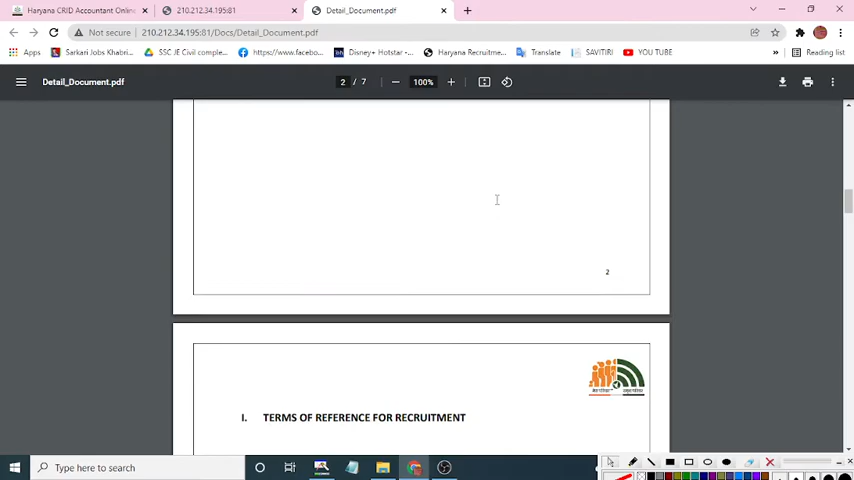 Haryana CRID Accountant Online
210.212.34.195:81
Detail_Document.pdf
Not secure
210.212.34.195:81/Docs/Detail_Document.pdf
Apps
Sarkari Jobs Khabri...
SSC JE Civil comple...
https://www.facebo...
Disney+ Hotstar -...
Haryana Recruitme...
Translate
SAVITIRI
YOU TUBE
»
Reading list
Detail_Document.pdf
2 / 7
100%
2
I. TERMS OF REFERENCE FOR RECRUITMENT
Type here to search